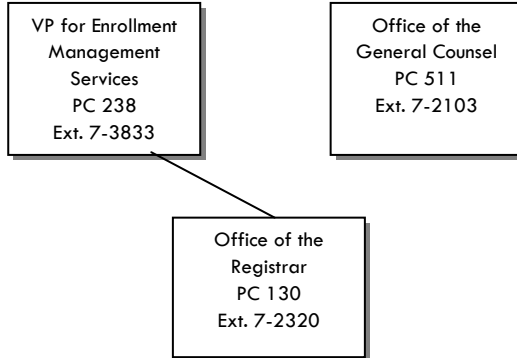 VP for Enrollment
Management
Services
PC 238
Ext. 7-3833
Office of the
General Counsel
PC 511
Ext. 7-2103
Office of the
Registrar
PC 130
Ext. 7-2320